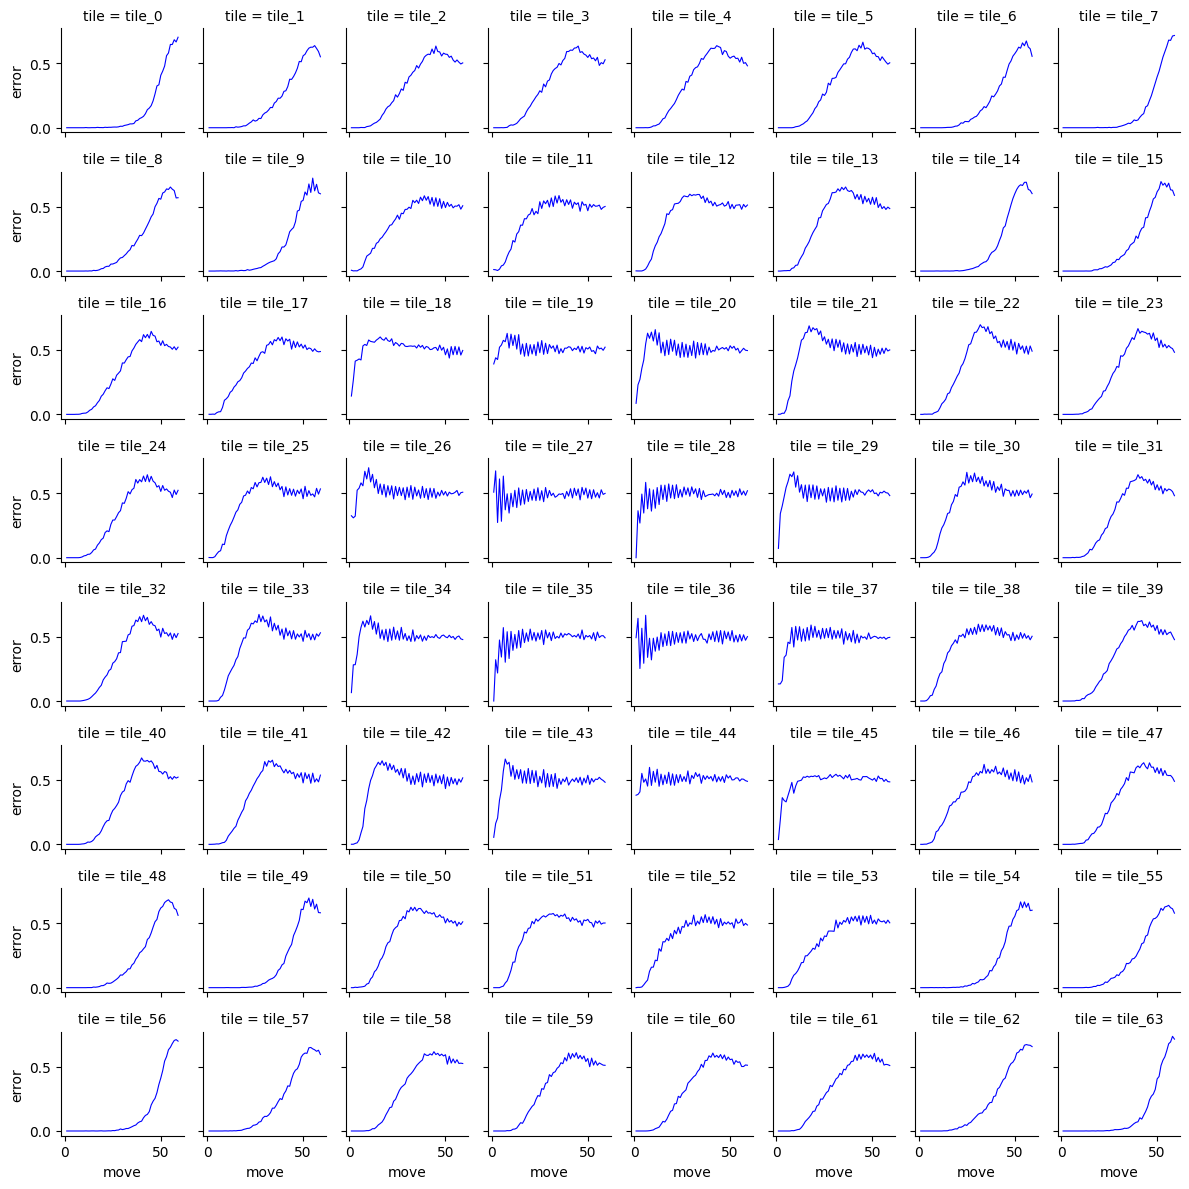 tile = tile_0 tile = tile_1 tile = tile_2 tile = tile_3 tile = tile_4 tile = tile_5 tile = tile_6 tile = tile_7
0.5
error
0.0
tile = tile_8 tile = tile_9 tile = tile_10 tile = tile_11 tile = tile_12 tile = tile_13 tile = tile_14 tile = tile_15
0.5
error
0.0
tile = tile_16 tile = tile_17 tile = tile_18 tile = tile_19 tile = tile_20 tile = tile_21 tile = tile_22 tile = tile_23
0.5
error
0.0
tile = tile_24 tile = tile_25 tile = tile_26 tile = tile_27 tile = tile_28 tile = tile_29 tile = tile_30 tile = tile_31
0.5
error
0.0
tile = tile_32 tile = tile_33 tile = tile_34 tile = tile_35 tile = tile_36 tile = tile_37 tile = tile_38 tile = tile_39
0.5
error
0.0
tile = tile_40 tile = tile_41 tile = tile_42 tile = tile_43 tile = tile_44 tile = tile_45 tile = tile_46 tile = tile_47
0.5
error
0.0
tile = tile_48 tile = tile_49 tile = tile_50 tile = tile_51 tile = tile_52 tile = tile_53 tile = tile_54 tile = tile_55
0.5
error
0.0
tile = tile_56 tile = tile_57 tile = tile_58 tile = tile_59 tile = tile_60 tile = tile_61 tile = tile_62 tile = tile_63
0.5
error
0.0
0 50 0 50 0 50 0 50 0 50 0 50 0 50 0 50
move move move move move move move move